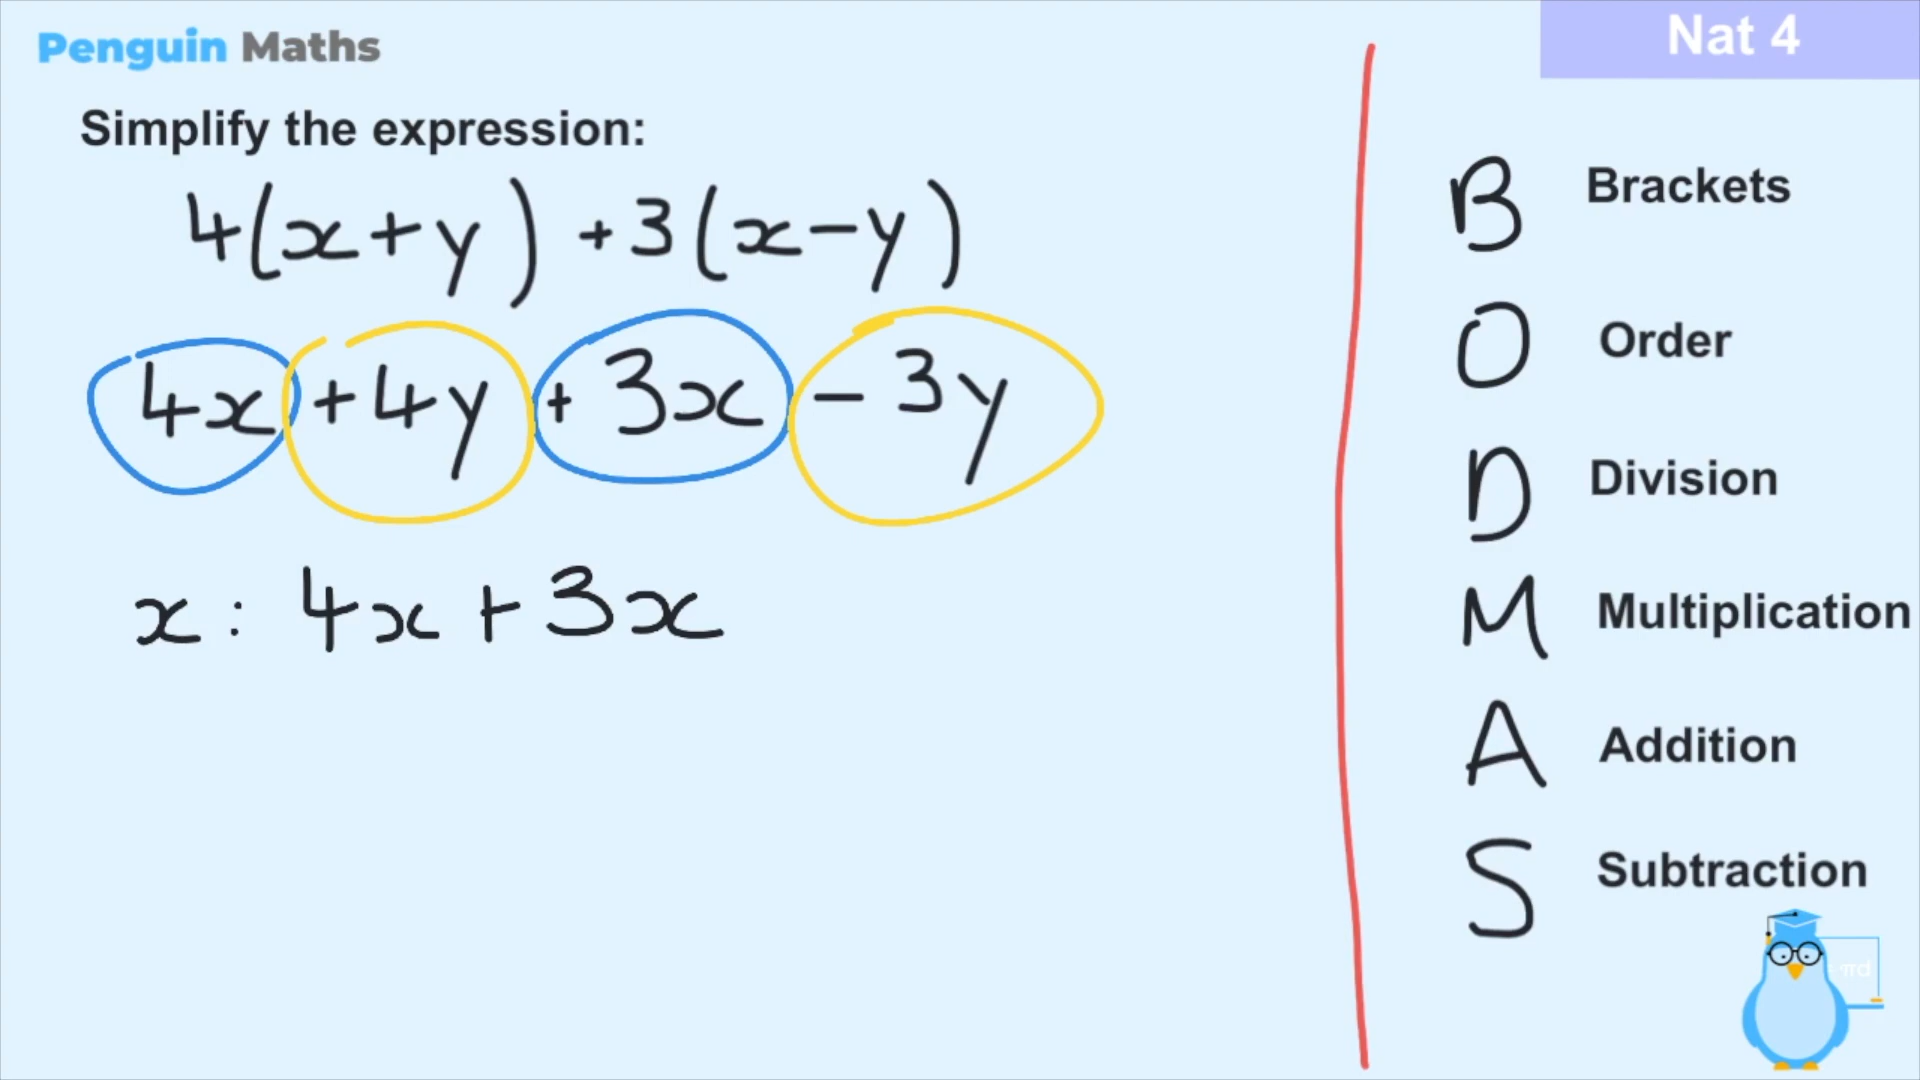 Penguin Maths
Nat 4
Simplify the expression:
4(x+y) +3(x-y)
4x +4y +3x -3y
x: 4x+3x
B Brackets
O Order
D Division
M Multiplication
A Addition
S Subtraction
πd